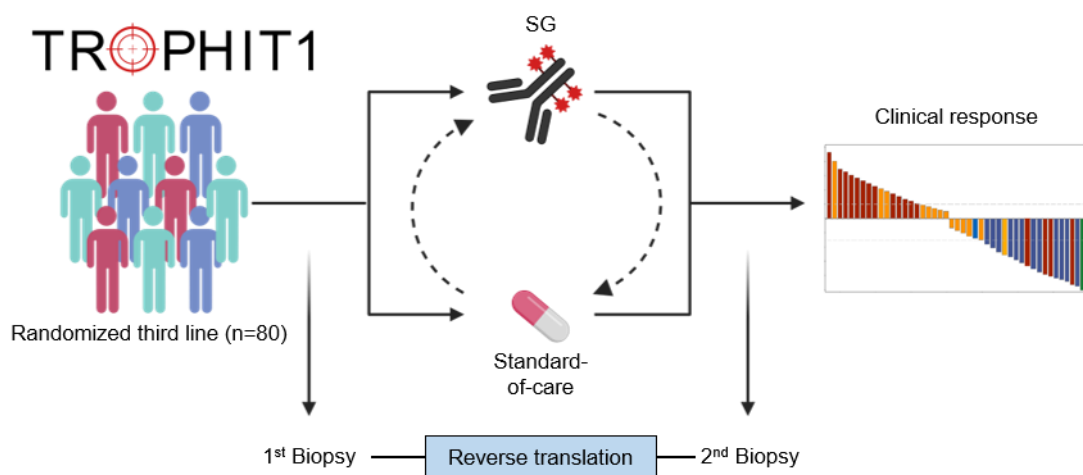 TROPHIT1
SG
Clinical response
Randomized third line (n=80)
Standard-
of-care
1st Biopsy
Reverse translation
2nd Biopsy